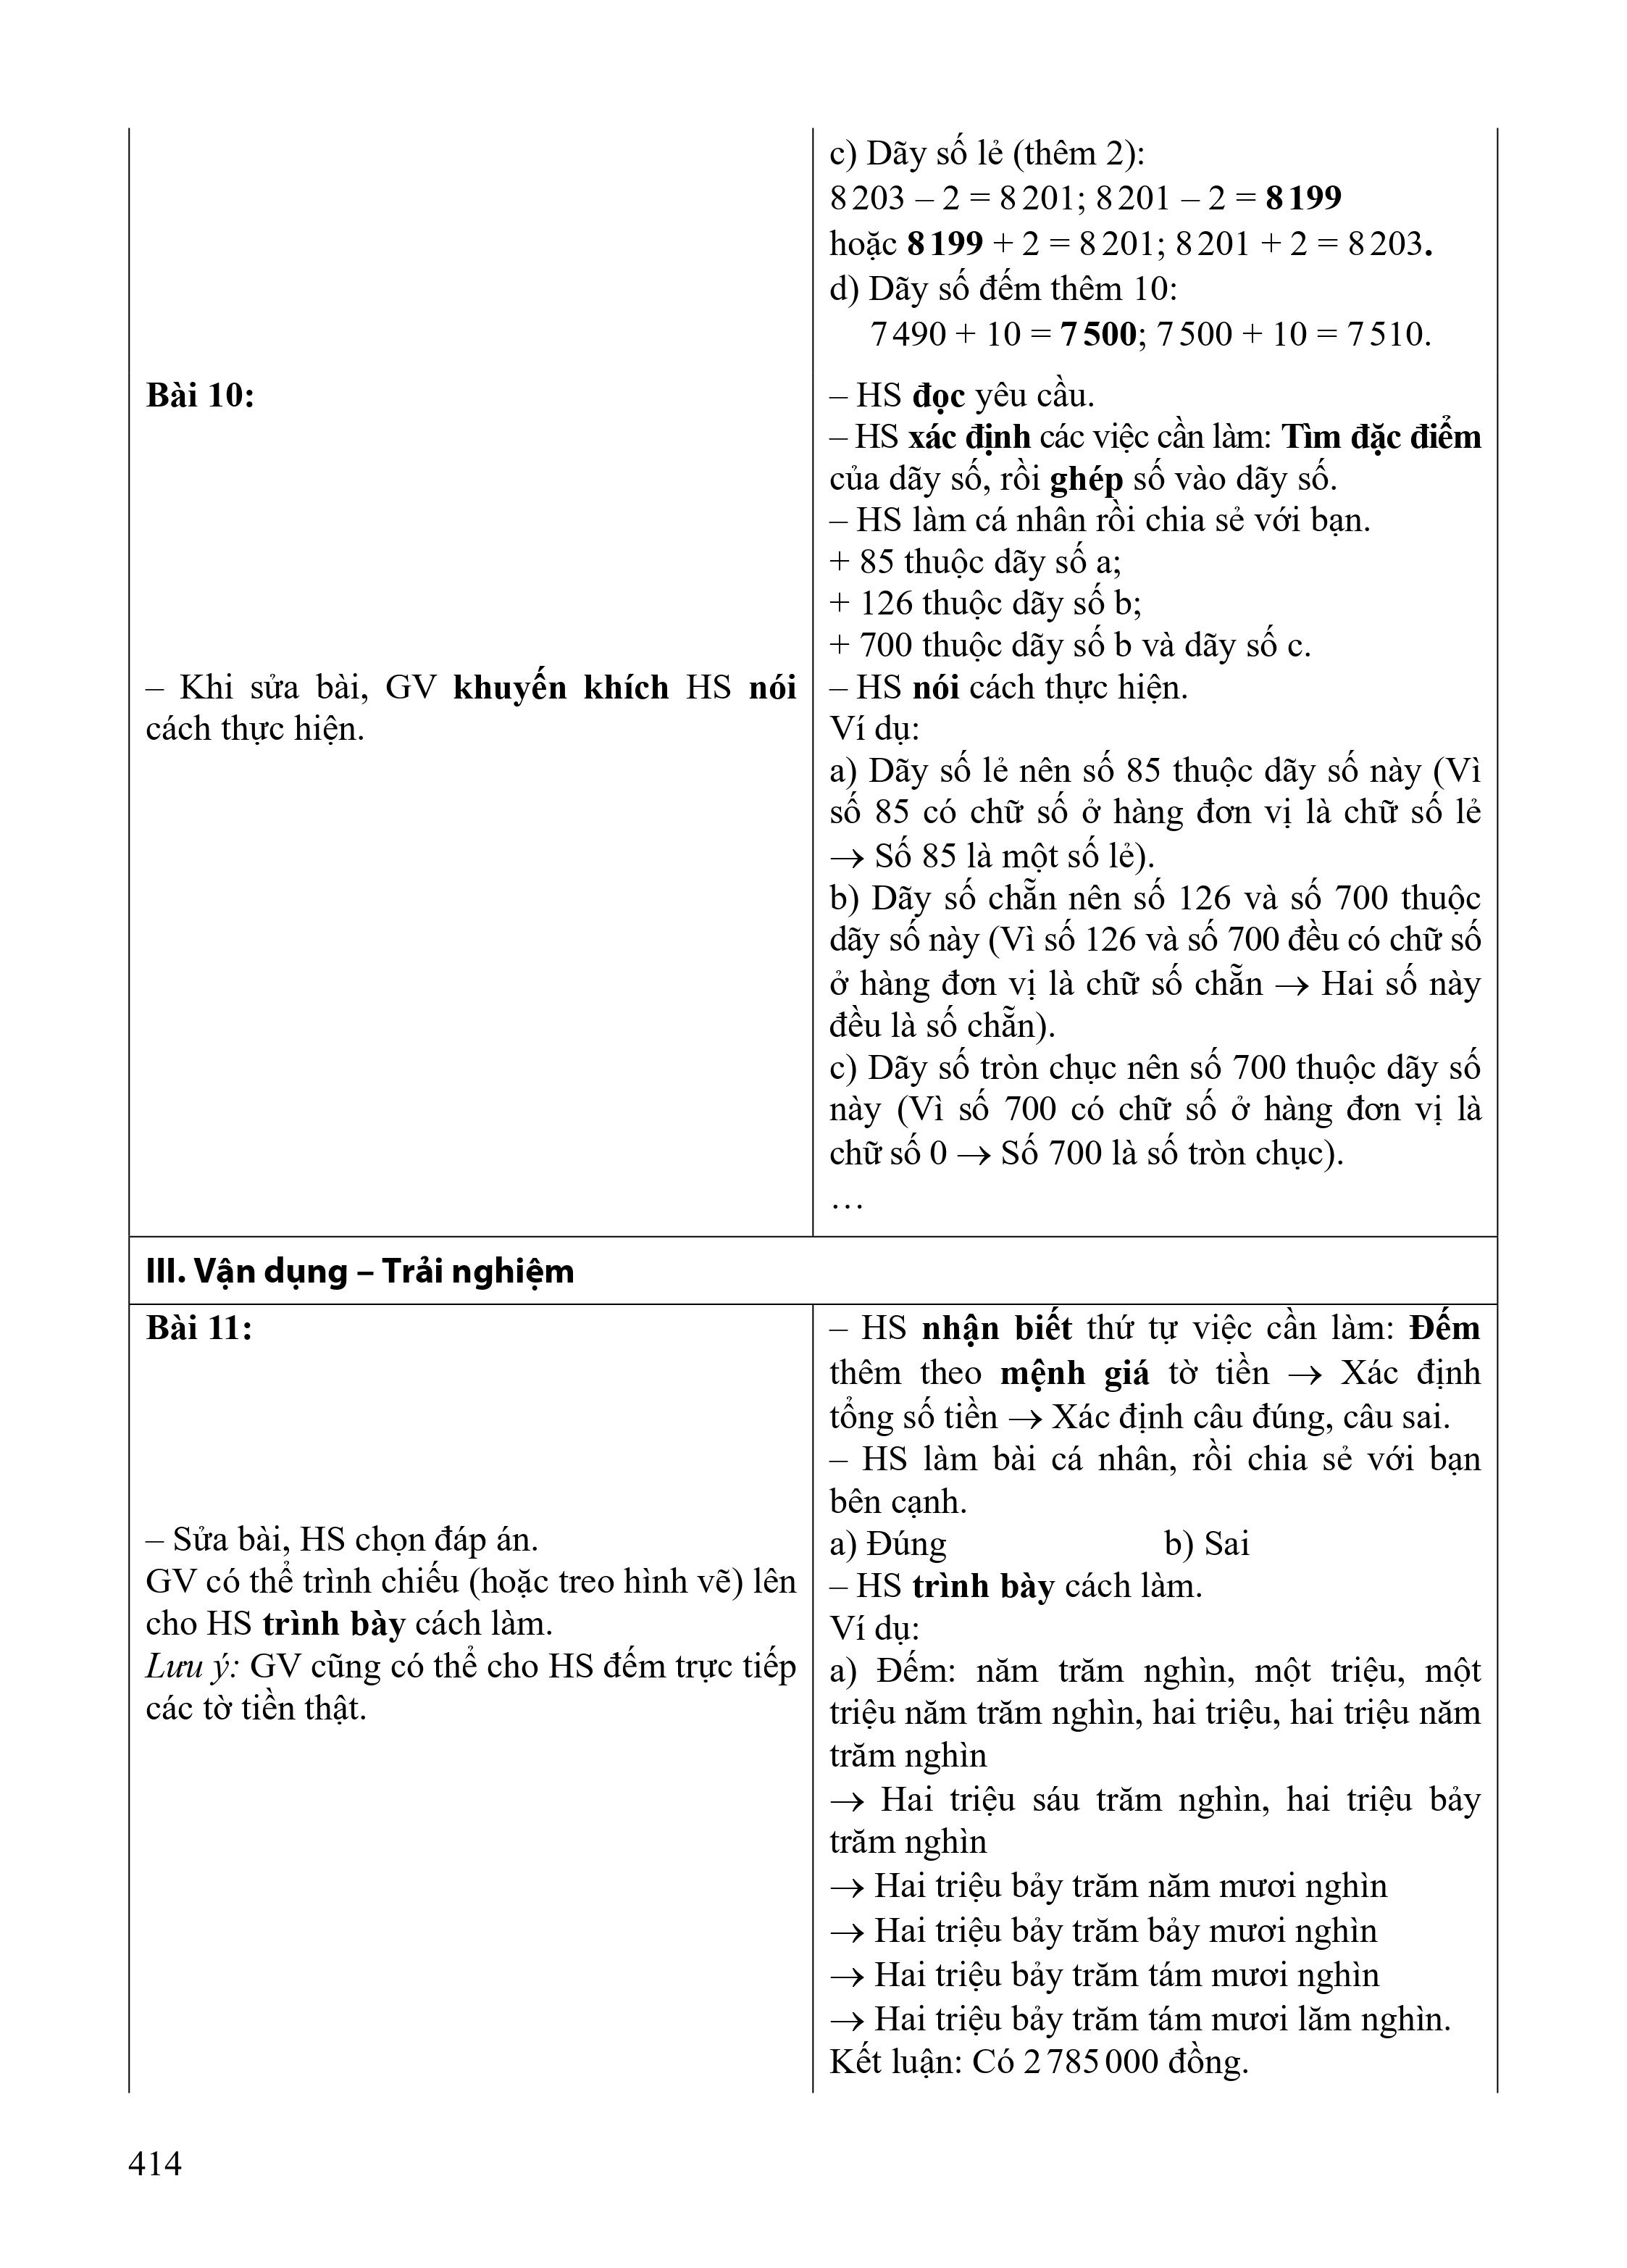 c) Dãy số lẻ (thêm 2):
8 203 – 2 = 8 201; 8 201 – 2 = 8 199
hoặc 8 199 + 2 = 8 201; 8 201 + 2 = 8 203.
d) Dãy số đếm thêm 10:
7 490 + 10 = 7 500; 7 500 + 10 = 7 510.
Bài 10:
– Khi sửa bài, GV khuyến khích HS nói
cách thực hiện.
– HS đọc yêu cầu.
– HS xác định các việc cần làm: Tìm đặc điểm
của dãy số, rồi ghép số vào dãy số.
– HS làm cá nhân rồi chia sẻ với bạn.
+ 85 thuộc dãy số a;
+ 126 thuộc dãy số b;
+ 700 thuộc dãy số b và dãy số c.
– HS nói cách thực hiện.
Ví dụ:
a) Dãy số lẻ nên số 85 thuộc dãy số này (Vì
số 85 có chữ số ở hàng đơn vị là chữ số lẻ
→ Số 85 là một số lẻ).
b) Dãy số chẵn nên số 126 và số 700 thuộc
dãy số này (Vì số 126 và số 700 đều có chữ số
ở hàng đơn vị là chữ số chẵn → Hai số này
đều là số chẵn).
c) Dãy số tròn chục nên số 700 thuộc dãy số
này (Vì số 700 có chữ số ở hàng đơn vị là
chữ số 0 → Số 700 là số tròn chục).
…
III. Vận dụng – Trải nghiệm
Bài 11:
– Sửa bài, HS chọn đáp án.
GV có thể trình chiếu (hoặc treo hình vẽ) lên
cho HS trình bày cách làm.
Lưu ý: GV cũng có thể cho HS đếm trực tiếp
các tờ tiền thật.
– HS nhận biết thứ tự việc cần làm: Đếm
thêm theo mệnh giá tờ tiền → Xác định
tổng số tiền → Xác định câu đúng, câu sai.
– HS làm bài cá nhân, rồi chia sẻ với bạn
bên cạnh.
a) Đúng b) Sai
– HS trình bày cách làm.
Ví dụ:
a) Đếm: năm trăm nghìn, một triệu, một
triệu năm trăm nghìn, hai triệu, hai triệu năm
trăm nghìn
→ Hai triệu sáu trăm nghìn, hai triệu bảy
trăm nghìn
→ Hai triệu bảy trăm năm mươi nghìn
→ Hai triệu bảy trăm bảy mươi nghìn
→ Hai triệu bảy trăm tám mươi nghìn
→ Hai triệu bảy trăm tám mươi lăm nghìn.
Kết luận: Có 2 785 000 đồng.
414